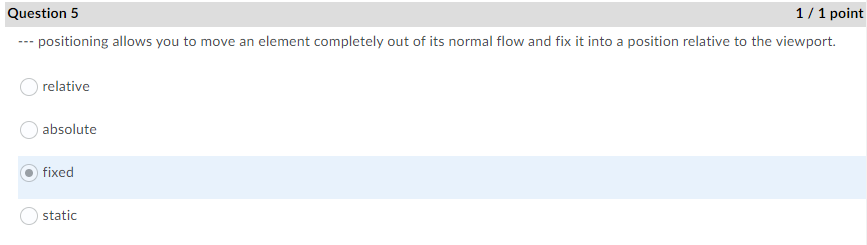 Question 5 1 / 1 point
--- positioning allows you to move an element completely out of its normal flow and fix it into a position relative to the viewport.
relative
absolute
fixed
static